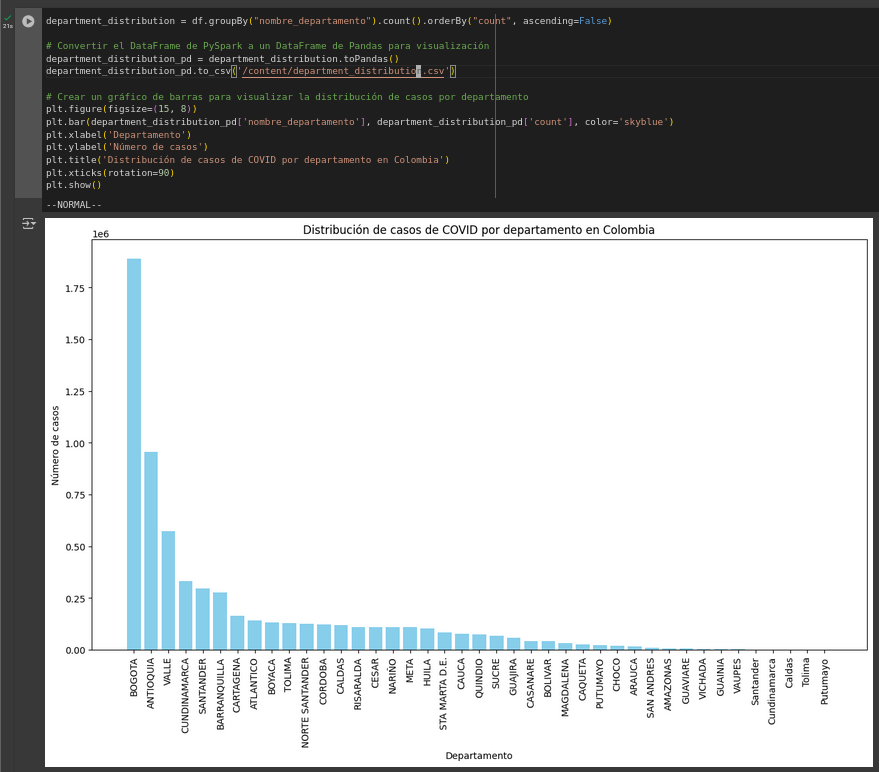 21s
department_distribution = df.groupBy("nombre_departamento").count().orderBy("count", ascending=False)
# Convertir el DataFrame de PySpark a un DataFrame de Pandas para visualización
department_distribution_pd = department_distribution.toPandas()
department_distribution_pd.to_csv('/content/department_distribution.csv')
# Crear un gráfico de barras para visualizar la distribución de casos por departamento
plt.figure(figsize=(15, 8))
plt.bar(department_distribution_pd['nombre_departamento'], department_distribution_pd['count'], color='skyblue')
plt.xlabel('Departamento')
plt.ylabel('Número de casos')
plt.title('Distribución de casos de COVID por departamento en Colombia')
plt.xticks(rotation=90)
plt.show()
--NORMAL--
Distribución de casos de COVID por departamento en Colombia
1e6
1.75
1.50
1.25
1.00
0.75
0.50
0.25
0.00
Número de casos
BOGOTA
ANTIOQUIA
VALLE
CUNDINAMARCA
SANTANDER
BARRANQUILLA
CARTAGENA
ATLANTICO
BOYACA
TOLIMA
NORTE SANTANDER
CORDOBA
CALDAS
RISARALDA
CESAR
NARIÑO
META
HUILA
STA MARTA D.E.
CAUCA
QUINDIO
SUCRE
GUAJIRA
CASANARE
BOLIVAR
MAGDALENA
CAQUETA
PUTUMAYO
CHOCO
ARAUCA
SAN ANDRES
AMAZONAS
GUAVIARE
VICHADA
GUAINIA
VAUPES
Santander
Cundinamarca
Caldas
Tolima
Putumayo
Departamento